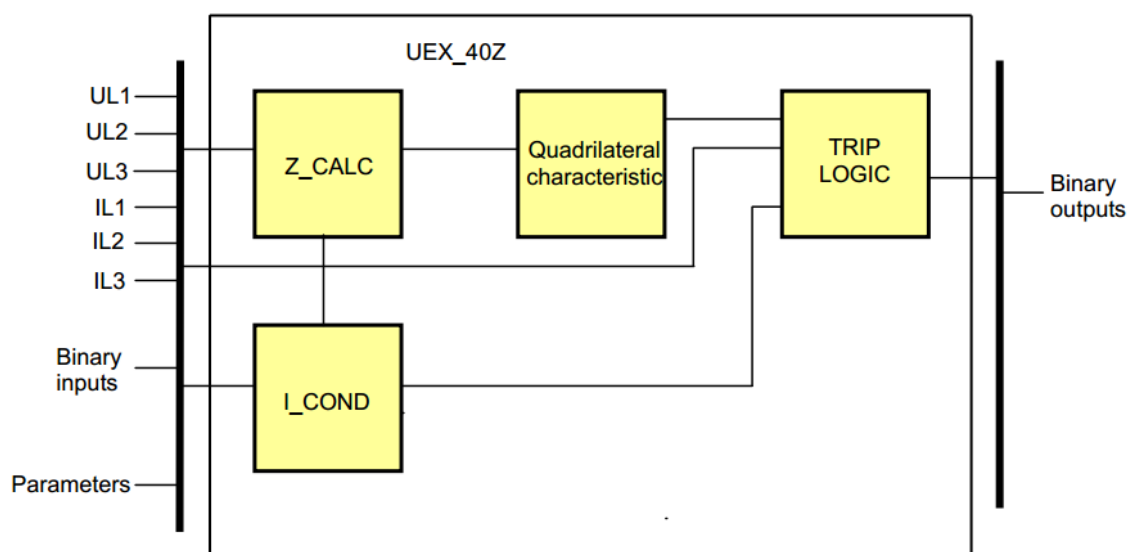 UEX_40Z
UL1
UL2
UL3
IL1
IL2
IL3
Binary
inputs
Parameters
Z_CALC
I_COND
Quadrilateral
characteristic
TRIP
LOGIC
Binary
outputs